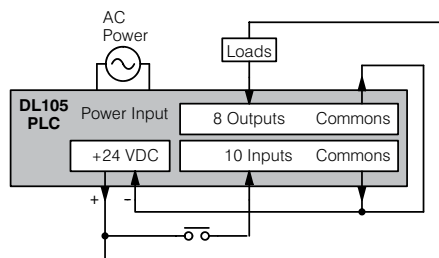 AC
Power
Loads
DL105
PLC
Power Input
8 Outputs Commons
+24 VDC
10 Inputs Commons
+ –